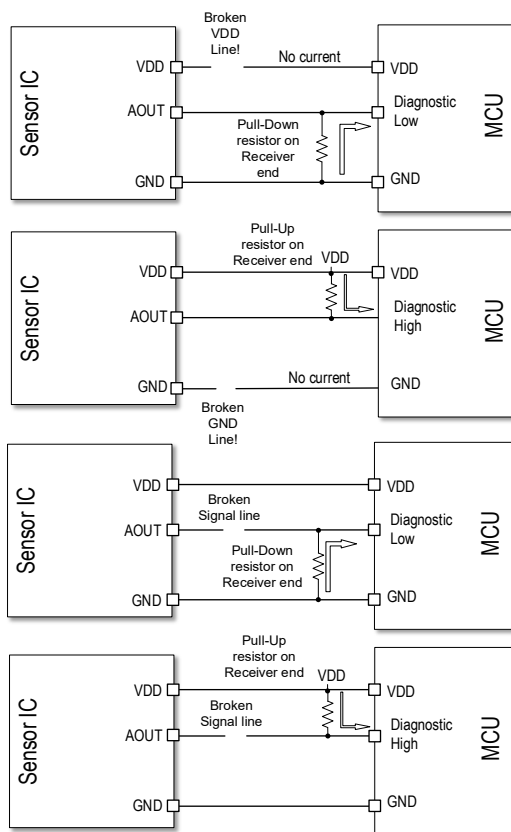 Broken
VDD
Line!
Sensor IC
VDD
No current
VDD
AOUT
Pull-Down
resistor on
Receiver
end
Diagnostic
Low
MCU
GND
GND
Pull-Up
resistor on
Receiver end
VDD
Sensor IC
VDD
VDD
AOUT
Diagnostic
High
MCU
GND
No current
GND
Broken
GND
Line!
Sensor IC
VDD
VDD
Broken
Signal line
AOUT
Diagnostic
Low
MCU
Pull-Down
resistor on
Receiver end
GND
GND
Pull-Up
resistor on
Receiver end
VDD
Sensor IC
VDD
VDD
Broken
Signal line
AOUT
Diagnostic
High
MCU
GND
GND